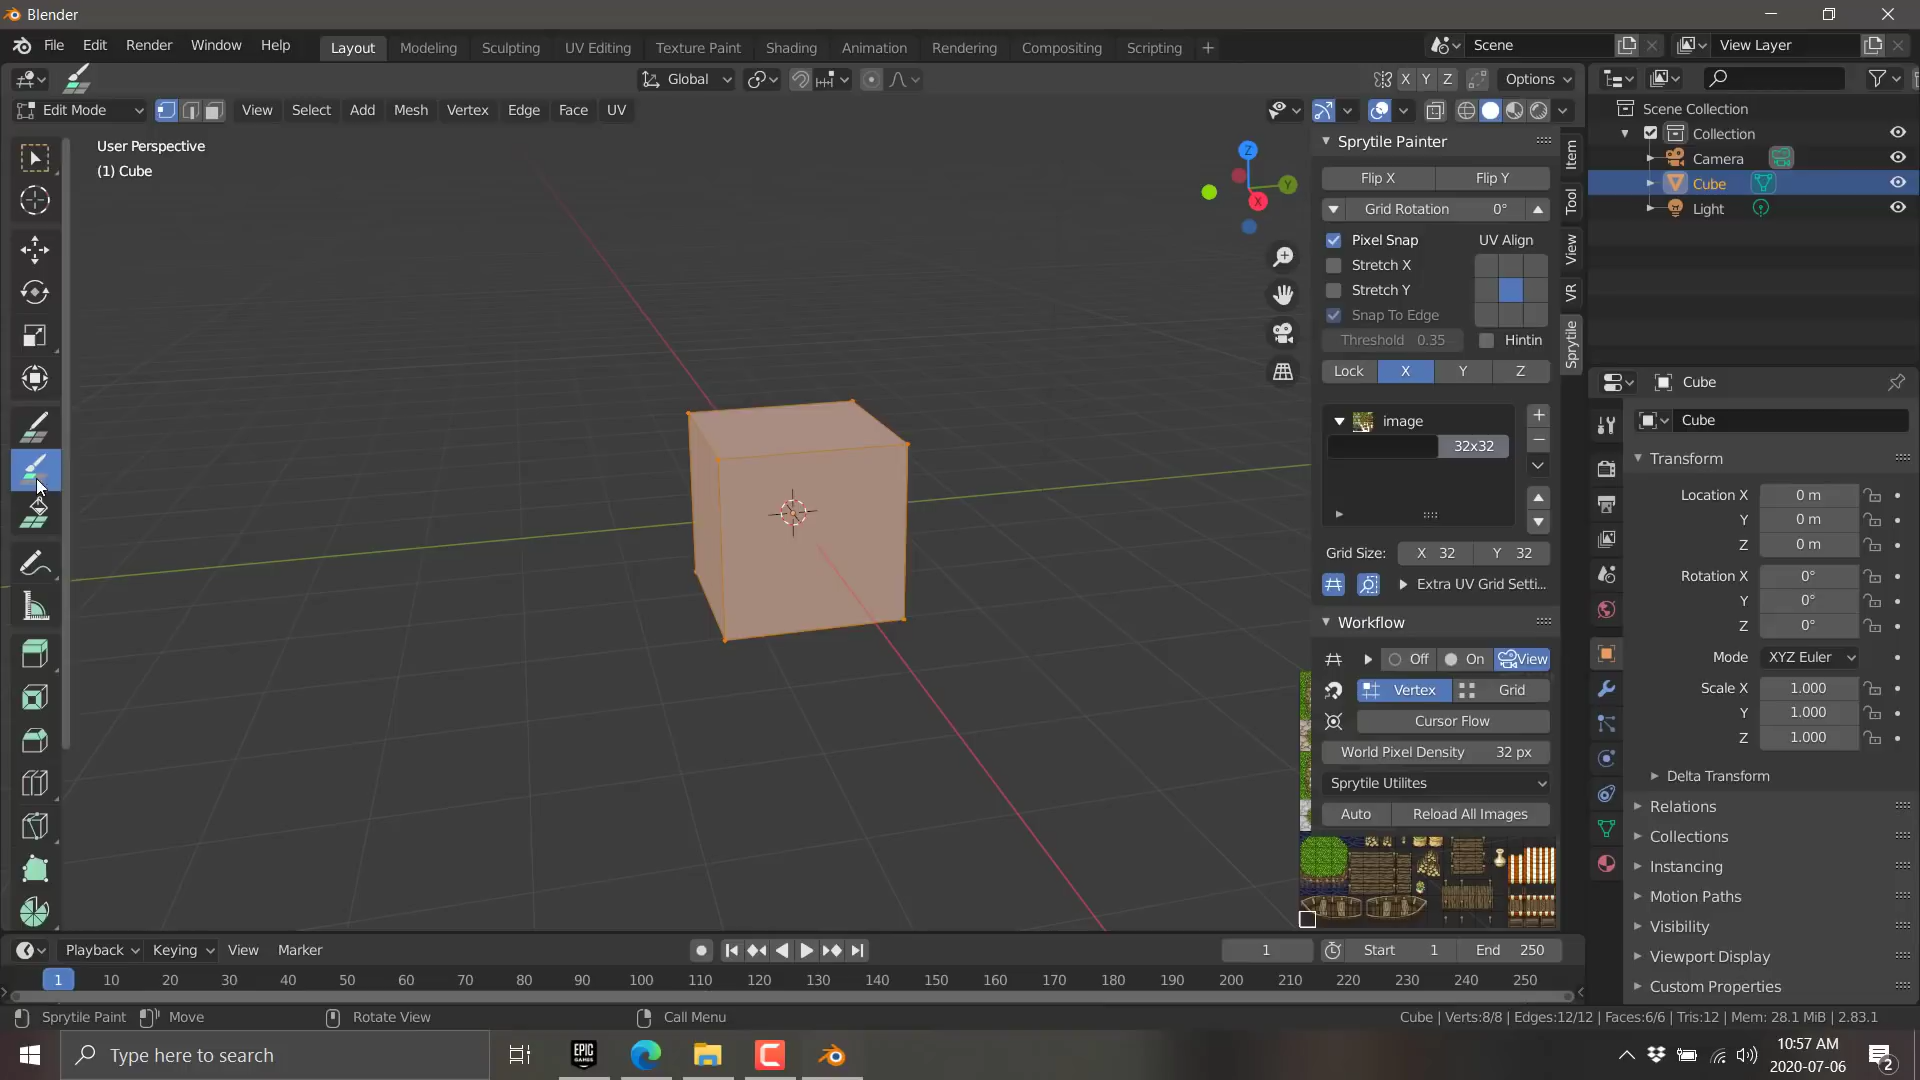 Blender
File Edit Render Window Help Layout Modeling Sculpting UV Editing Texture Paint Shading Animation Rendering Compositing Scripting + Scene View Layer
Global X Y Z Options
Edit Mode View Select Add Mesh Vertex Edge Face UV
User Perspective
(1) Cube
Z
Y
X
Sprytile Painter
Flip X Flip Y
Grid Rotation 0°
Pixel Snap UV Align
Stretch X
Stretch Y
Snap To Edge
Threshold 0.35 Hintin
Lock X Y Z
image
32x32
Grid Size: X 32 Y 32
Extra UV Grid Setti...
Workflow
Off On View
Vertex Grid
Cursor Flow
World Pixel Density 32 px
Sprytile Utilites
Auto Reload All Images
Item
Tool
View
VR
Sprytile
Scene Collection
Collection
Camera
Cube
Light
Cube
Cube
Transform
Location X 0 m
Y 0 m
Z 0 m
Rotation X 0°
Y 0°
Z 0°
Mode XYZ Euler
Scale X 1.000
Y 1.000
Z 1.000
Delta Transform
Relations
Collections
Instancing
Motion Paths
Visibility
Viewport Display
Custom Properties
Playback Keying View Marker 1 Start 1 End 250
1 10 20 30 40 50 60 70 80 90 100 110 120 130 140 150 160 170 180 190 200 210 220 230 240 250
Sprytile Paint Move Rotate View Call Menu Cube | Verts:8/8 | Edges:12/12 | Faces:6/6 | Tris:12 | Mem: 28.1 MiB | 2.83.1
Type here to search
EPIC
GAMES
C
10:57 AM
2020-07-06
2